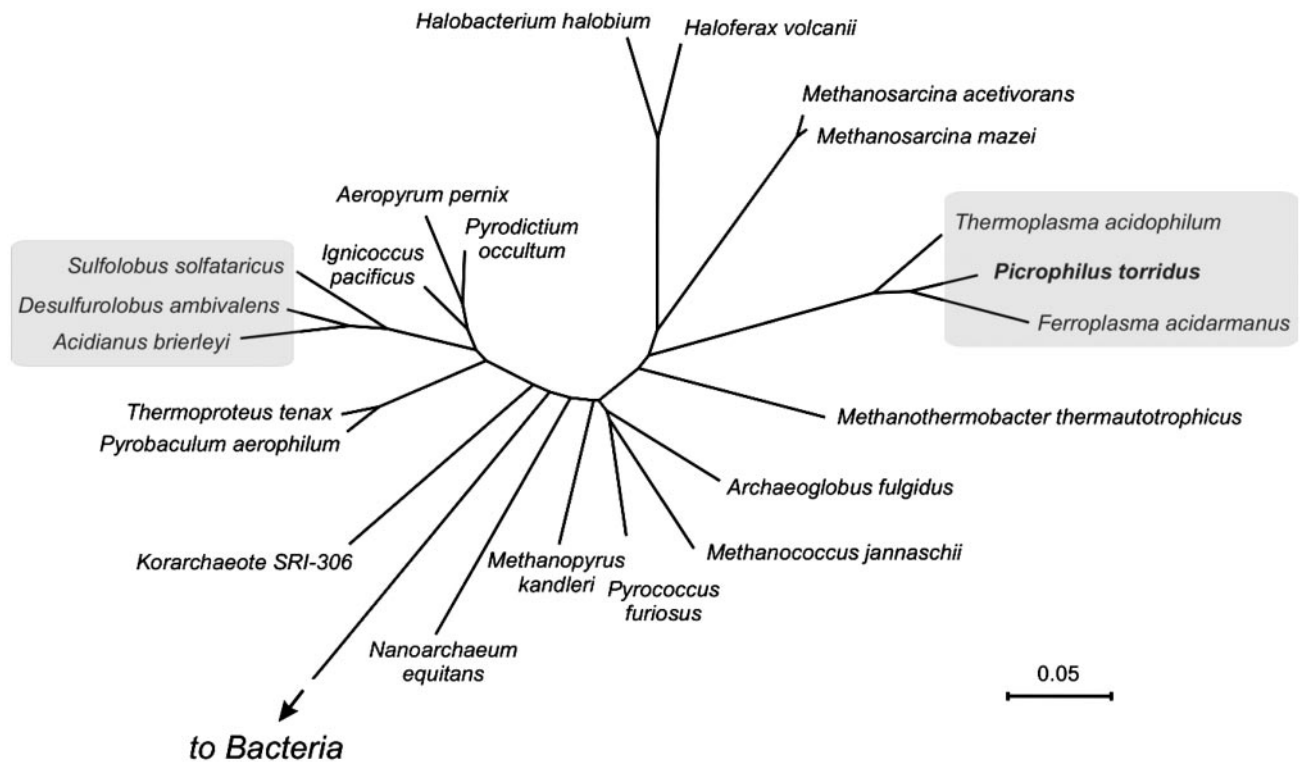 Halobacterium halobium
Haloferax volcanii
Methanosarcina acetivorans
Methanosarcina mazei
Aeropyrum pernix
Pyrodictium
occultum
Ignicoccus
pacificus
Thermoplasma acidophilum
Picrophilus torridus
Ferroplasma acidarmanus
Sulfolobus solfataricus
Desulfurolobus ambivalens
Acidianus brierleyi
Thermoproteus tenax
Pyrobaculum aerophilum
Methanothermobacter thermautotrophicus
Archaeoglobus fulgidus
Methanococcus jannaschii
Korarchaeote SRI-306
Methanopyrus
kandleri
Pyrococcus
furiosus
Nanoarchaeum
equitans
0.05
to Bacteria